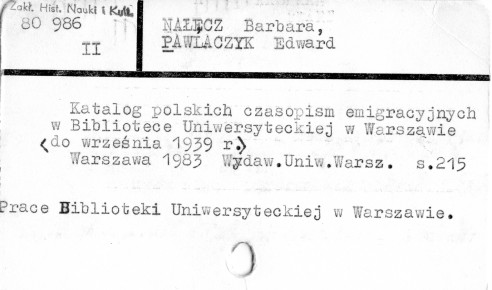 Zakł. Hist. Nauki i Kult.
80 986
II
NAŁĘCZ Barbara,
PAWLACZYK Edward
Katalog polskich czasopism emigracyjnych
w Bibliotece Uniwersyteckiej w Warszawie
<do września 1939 r.>
Warszawa 1983 Wydaw.Uniw.Warsz. s.215
Prace Biblioteki Uniwersyteckiej w Warszawie.